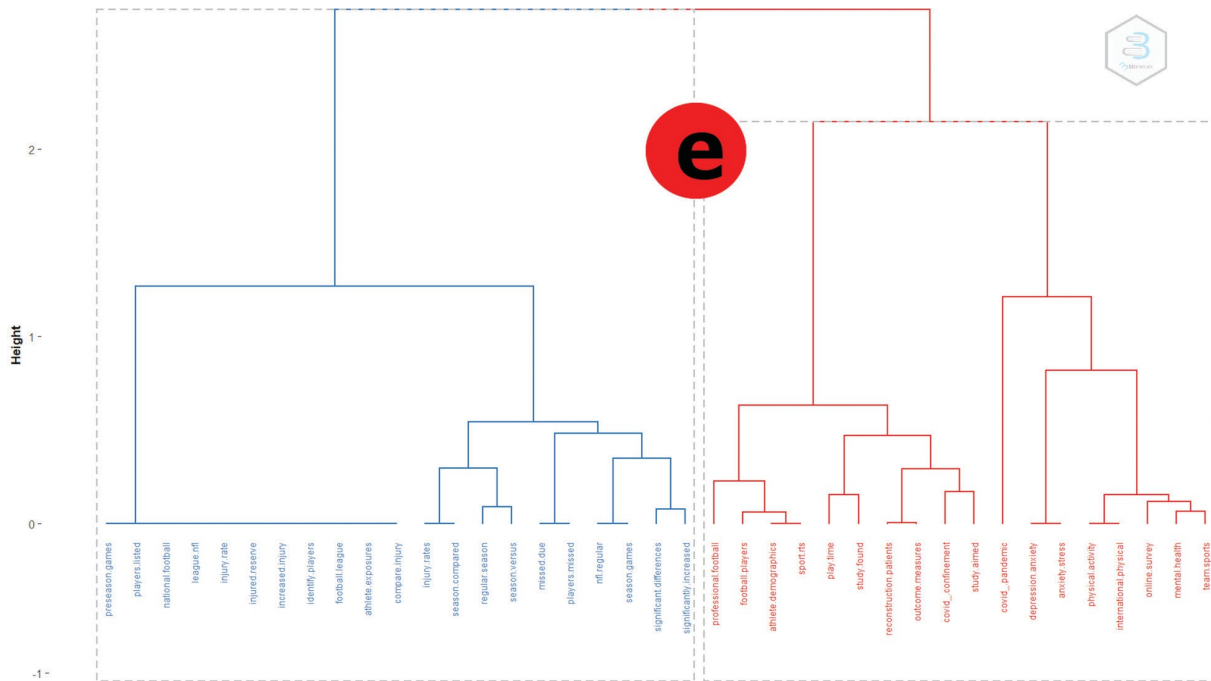 e
2
1
0
-1
Height
preseason.games
players.listed
national.football
league.nfl
injury.rate
injured.reserve
increased.injury
identify.players
football.league
athlete.exposures
compare.injury
injury.rates
season.compared
regular.season
season.versus
missed.due
players.missed
nfl.regular
season.games
significant.differences
significantly.increased
professional.football
football.players
athlete.demographics
sport.rts
play.time
study.found
reconstruction.patients
outcome.measures
covid_.confinement
study.aimed
covid_.pandemic
depression.anxiety
anxiety.stress
physical.activity
international.physical
online.survey
mental.health
team.sports